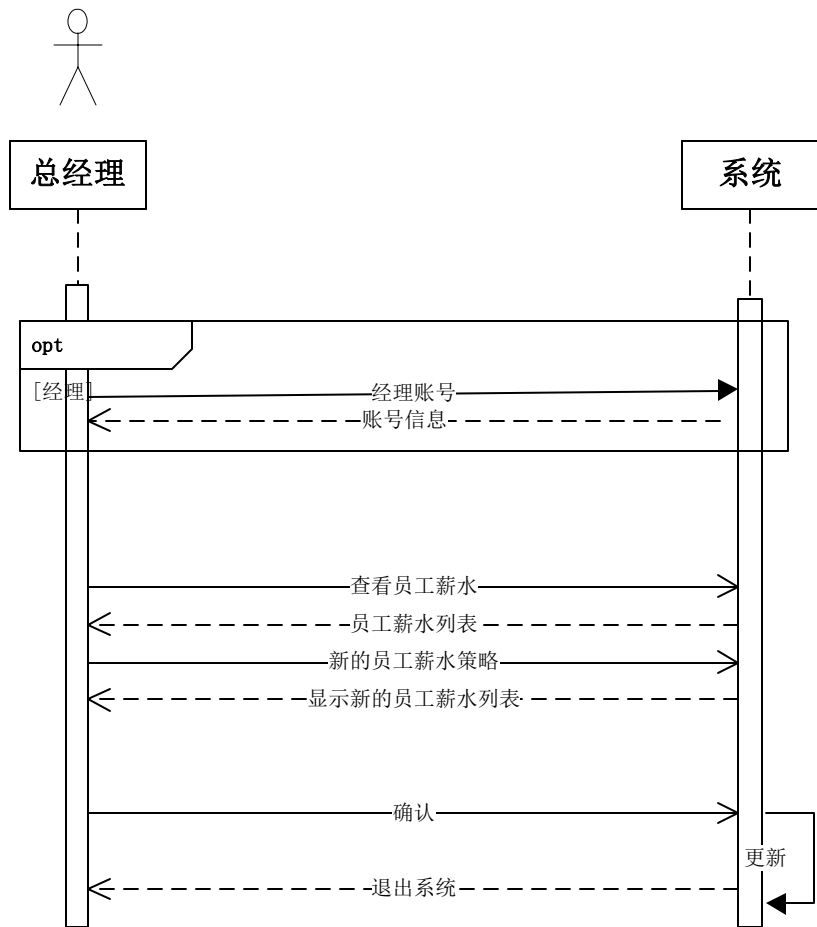 总经理
系统
opt
[经理]
经理账号
账号信息
查看员工薪水
员工薪水列表
新的员工薪水策略
显示新的员工薪水列表
确认
更新
退出系统